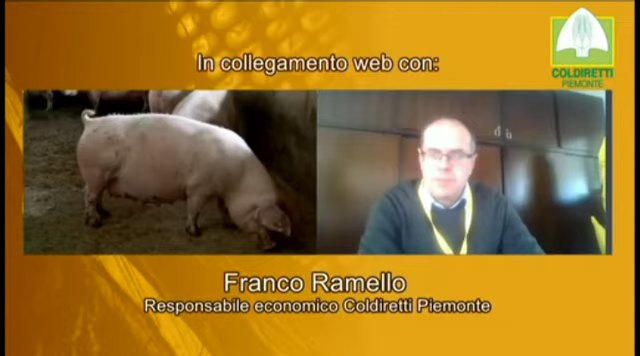 In collegamento web con:
COLDIRETTI
PIEMONTE
Franco Ramello
Responsabile economico Coldiretti Piemonte